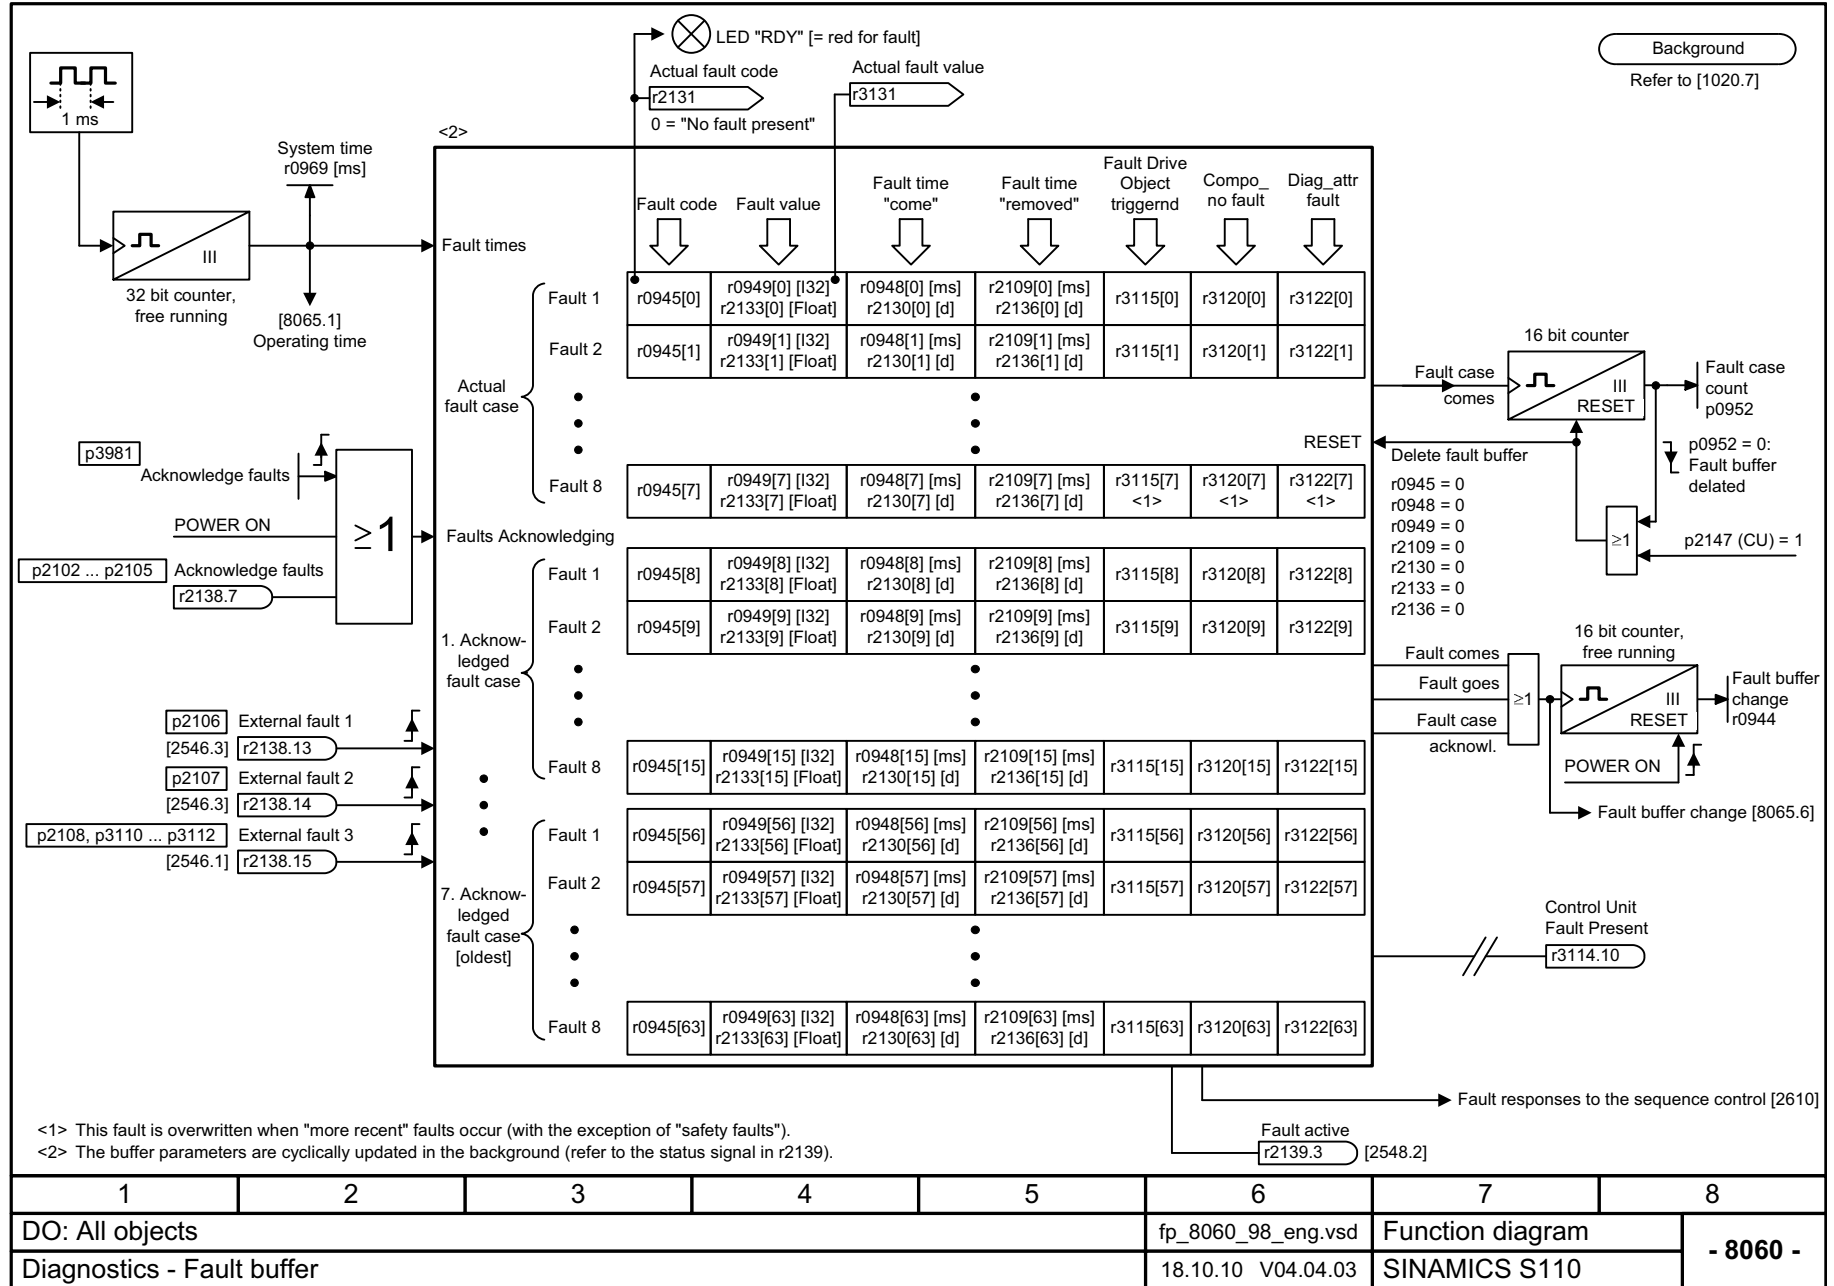 LED "RDY" [= red for fault]
Actual fault code
r2131
0 = "No fault present"
Actual fault value
r3131
Background
Refer to [1020.7]
1 ms
System time
r0969 [ms]
III
32 bit counter,
free running
[8065.1]
Operating time
<2>
Fault times
Fault code
Fault value
Fault time
"come"
Fault time
"removed"
Fault Drive
Object
triggernd
Compo_
no fault
Diag_attr
fault
Actual
fault case
Fault 1
r0945[0]
r0949[0] [I32]
r2133[0] [Float]
r0948[0] [ms]
r2130[0] [d]
r2109[0] [ms]
r2136[0] [d]
r3115[0]
r3120[0]
r3122[0]
Fault 2
r0945[1]
r0949[1] [I32]
r2133[1] [Float]
r0948[1] [ms]
r2130[1] [d]
r2109[1] [ms]
r2136[1] [d]
r3115[1]
r3120[1]
r3122[1]
RESET
Fault 8
r0945[7]
r0949[7] [I32]
r2133[7] [Float]
r0948[7] [ms]
r2130[7] [d]
r2109[7] [ms]
r2136[7] [d]
r3115[7]
<1>
r3120[7]
<1>
r3122[7]
<1>
p3981
Acknowledge faults
POWER ON
p2102 ... p2105
Acknowledge faults
r2138.7
≥1
Faults Acknowledging
1. Acknow-
ledged
fault case
Fault 1
r0945[8]
r0949[8] [I32]
r2133[8] [Float]
r0948[8] [ms]
r2130[8] [d]
r2109[8] [ms]
r2136[8] [d]
r3115[8]
r3120[8]
r3122[8]
Fault 2
r0945[9]
r0949[9] [I32]
r2133[9] [Float]
r0948[9] [ms]
r2130[9] [d]
r2109[9] [ms]
r2136[9] [d]
r3115[9]
r3120[9]
r3122[9]
Fault 8
r0945[15]
r0949[15] [I32]
r2133[15] [Float]
r0948[15] [ms]
r2130[15] [d]
r2109[15] [ms]
r2136[15] [d]
r3115[15]
r3120[15]
r3122[15]
p2106
External fault 1
[2546.3]
r2138.13
p2107
External fault 2
[2546.3]
r2138.14
p2108, p3110 ... p3112
External fault 3
[2546.1]
r2138.15
7. Acknow-
ledged
fault case
[oldest]
Fault 1
r0945[56]
r0949[56] [I32]
r2133[56] [Float]
r0948[56] [ms]
r2130[56] [d]
r2109[56] [ms]
r2136[56] [d]
r3115[56]
r3120[56]
r3122[56]
Fault 2
r0945[57]
r0949[57] [I32]
r2133[57] [Float]
r0948[57] [ms]
r2130[57] [d]
r2109[57] [ms]
r2136[57] [d]
r3115[57]
r3120[57]
r3122[57]
Fault 8
r0945[63]
r0949[63] [I32]
r2133[63] [Float]
r0948[63] [ms]
r2130[63] [d]
r2109[63] [ms]
r2136[63] [d]
r3115[63]
r3120[63]
r3122[63]
16 bit counter
Fault case
comes
III
RESET
Fault case
count
p0952
Delete fault buffer
r0945 = 0
r0948 = 0
r0949 = 0
r2109 = 0
r2130 = 0
r2133 = 0
r2136 = 0
p0952 = 0:
Fault buffer
delated
≥1
p2147 (CU) = 1
16 bit counter,
free running
Fault comes
Fault goes
Fault case
acknowl.
≥1
III
RESET
Fault buffer
change
r0944
POWER ON
Fault buffer change [8065.6]
Control Unit
Fault Present
r3114.10
Fault responses to the sequence control [2610]
Fault active
r2139.3
[2548.2]
<1> This fault is overwritten when "more recent" faults occur (with the exception of "safety faults").
<2> The buffer parameters are cyclically updated in the background (refer to the status signal in r2139).
1 2 3 4 5 6 7 8
DO: All objects
fp_8060_98_eng.vsd
Function diagram
- 8060 -
Diagnostics - Fault buffer
18.10.10 V04.04.03
SINAMICS S110